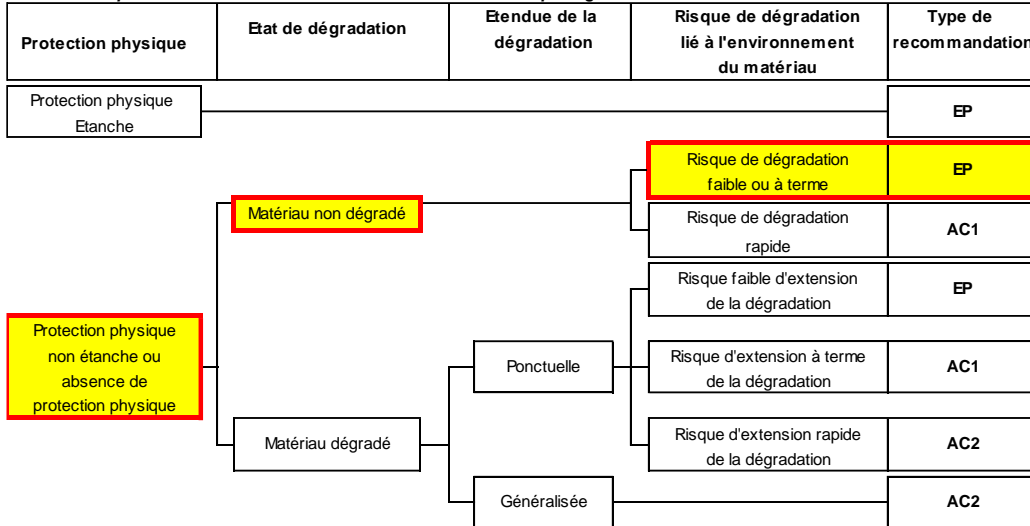 Protection physique
Etat de dégradation
Etendue de la
dégradation
Risque de dégradation
lié à l'environnement
du matériau
Type de
recommandation
Protection physique
Etanche
EP
Risque de dégradation
faible ou à terme
EP
Matériau non dégradé
Risque de dégradation
rapide
AC1
Risque faible d'extension
de la dégradation
EP
Protection physique
non étanche ou
absence de
protection physique
Ponctuelle
Risque d'extension à terme
de la dégradation
AC1
Matériau dégradé
Risque d'extension rapide
de la dégradation
AC2
Généralisée
AC2